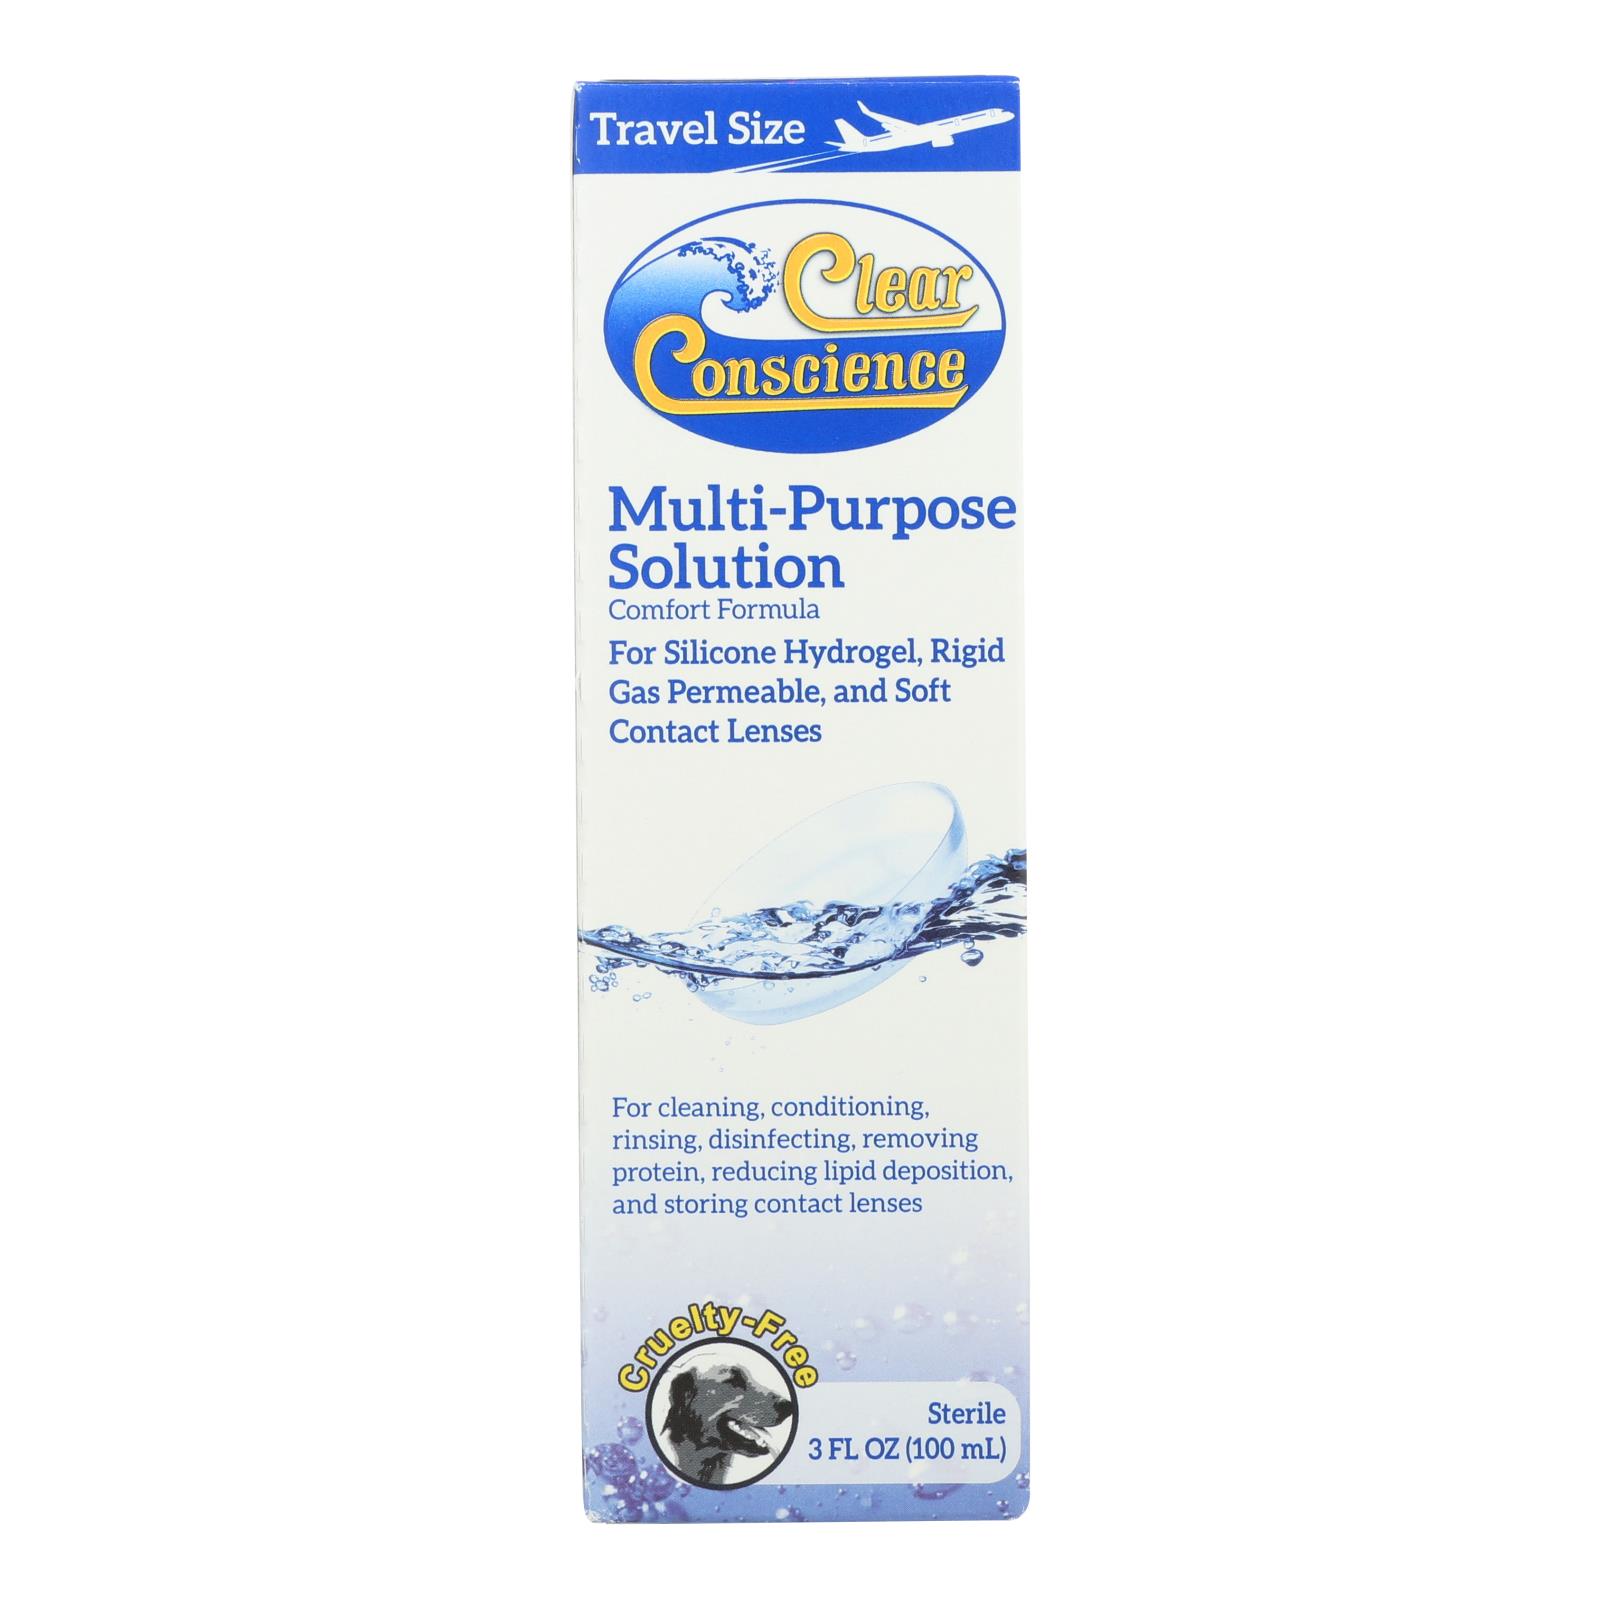 Travel Size
Clear
Conscience
Multi-Purpose
Solution
Comfort Formula
For Silicone Hydrogel, Rigid
Gas Permeable, and Soft
Contact Lenses
For cleaning, conditioning,
rinsing, disinfecting, removing
protein, reducing lipid deposition,
and storing contact lenses
Cruelty-Free
Sterile
3 FL OZ (100 mL)